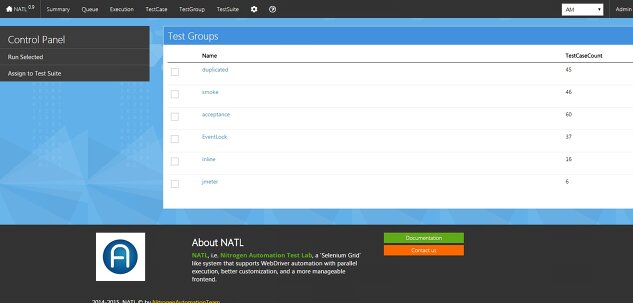 NATL 0.9 Summary Queue Execution TestCase TestGroup TestSuite AM Admin
Control Panel
Run Selected
Assign to Test Suite
Test Groups
Name TestCaseCount
duplicated 45
smoke 46
acceptance 60
EventLock 37
inline 18
jmeter 6
A
About NATL
NATL, i.e. Nitrogen Automation Test Lab, a 'Selenium Grid'
like system that supports WebDriver automation with parallel
execution, better customization, and a more manageable
frontend.
Documentation
Contact us
2014-2015, NATL © by NitrogenAutomationTeam